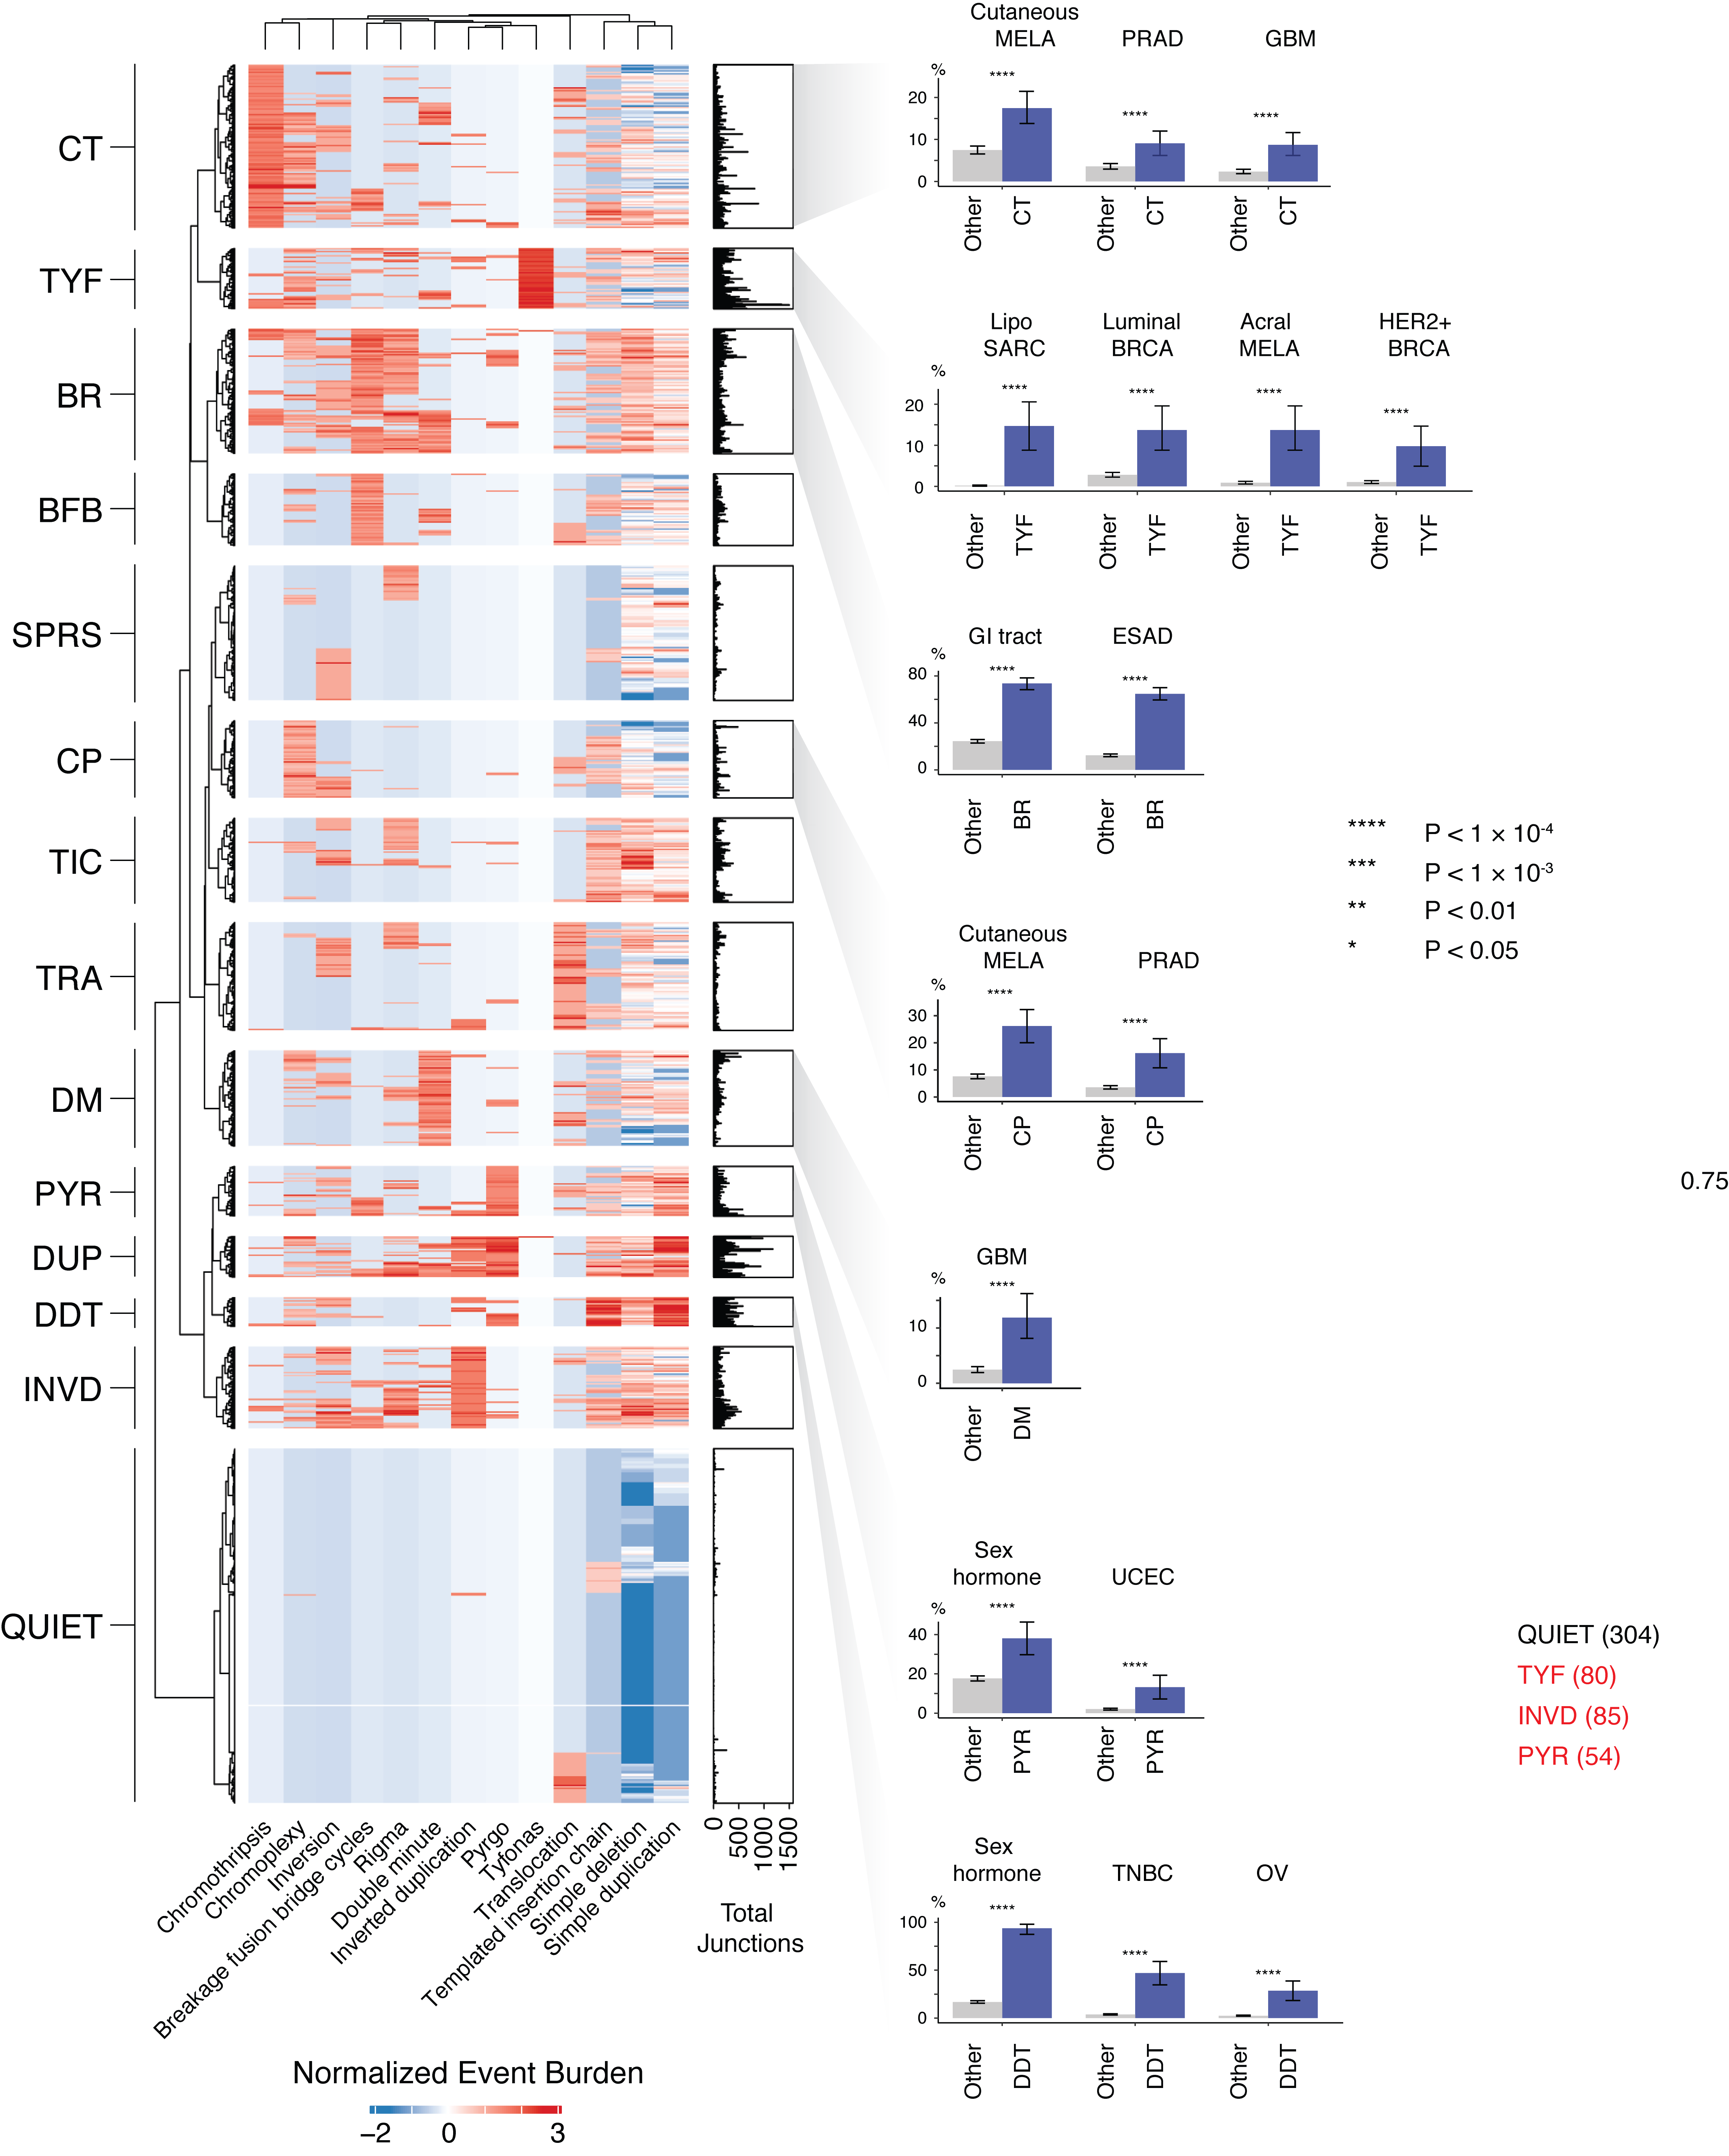 CT
TYF
BR
BFB
SPRS
CP
TIC
TRA
DM
PYR
DUP
DDT
INVD
QUIET
Chromothripsis
Chromoplexy
Inversion
Breakage fusion bridge cycles
Rigma
Double minute
Inverted duplication
Pyrgo
Tyfonas
Translocation
Templated insertion chain
Simple deletion
Simple duplication
0
500
1000
1500
Total
Junctions
Normalized Event Burden
−2 0 3
Cutaneous
MELA PRAD GBM
%
**** **** ****
20
10
0
Other CT Other CT Other CT
Lipo Luminal Acral HER2+
SARC BRCA MELA BRCA
%
**** **** **** ****
20
10
0
Other TYF Other TYF Other TYF Other TYF
GI tract ESAD
%
**** ****
80
40
0
Other BR Other BR
**** P < 1 × 10-4
*** P < 1 × 10-3
** P < 0.01
* P < 0.05
Cutaneous
MELA PRAD
%
**** ****
30
20
10
0
Other CP Other CP
0.75
GBM
%
****
10
0
Other DM
Sex
hormone UCEC
%
**** ****
40
20
0
Other PYR Other PYR
QUIET (304)
TYF (80)
INVD (85)
PYR (54)
Sex
hormone TNBC OV
%
**** **** ****
100
50
0
Other DDT Other DDT Other DDT